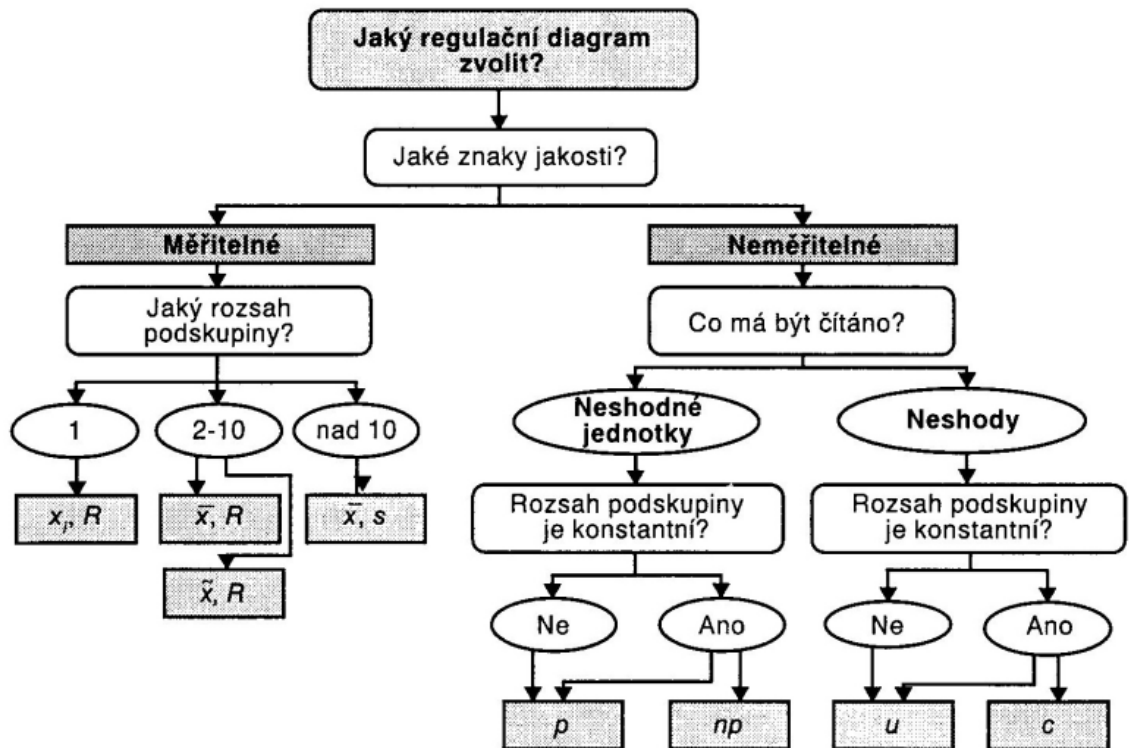 Jaký regulační diagram
zvolit?
Jaké znaky jakosti?
Měřitelné
Neměřitelné
Jaký rozsah
podskupiny?
Co má být čítáno?
1
2-10
nad 10
Neshodné
jednotky
Neshody
xᵢ, R
x̄, R
x̄, s
x̃, R
Rozsah podskupiny
je konstantní?
Rozsah podskupiny
je konstantní?
Ne
Ano
Ne
Ano
p
np
u
c